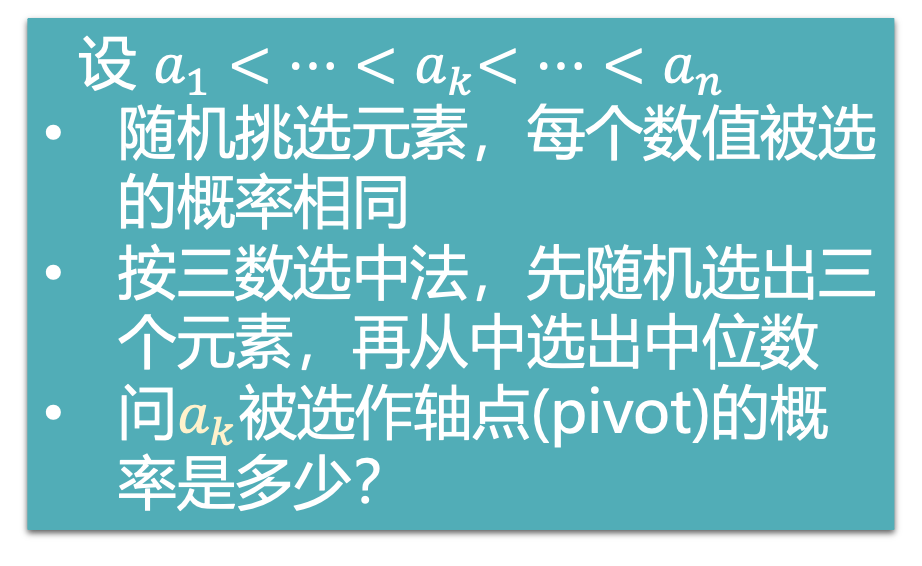 设 a₁ < ⋯ < aₖ < ⋯ < aₙ
• 随机挑选元素，每个数值被选
的概率相同
• 按三数选中法，先随机选出三
个元素，再从中选出中位数
• 问aₖ被选作轴点(pivot)的概
率是多少？